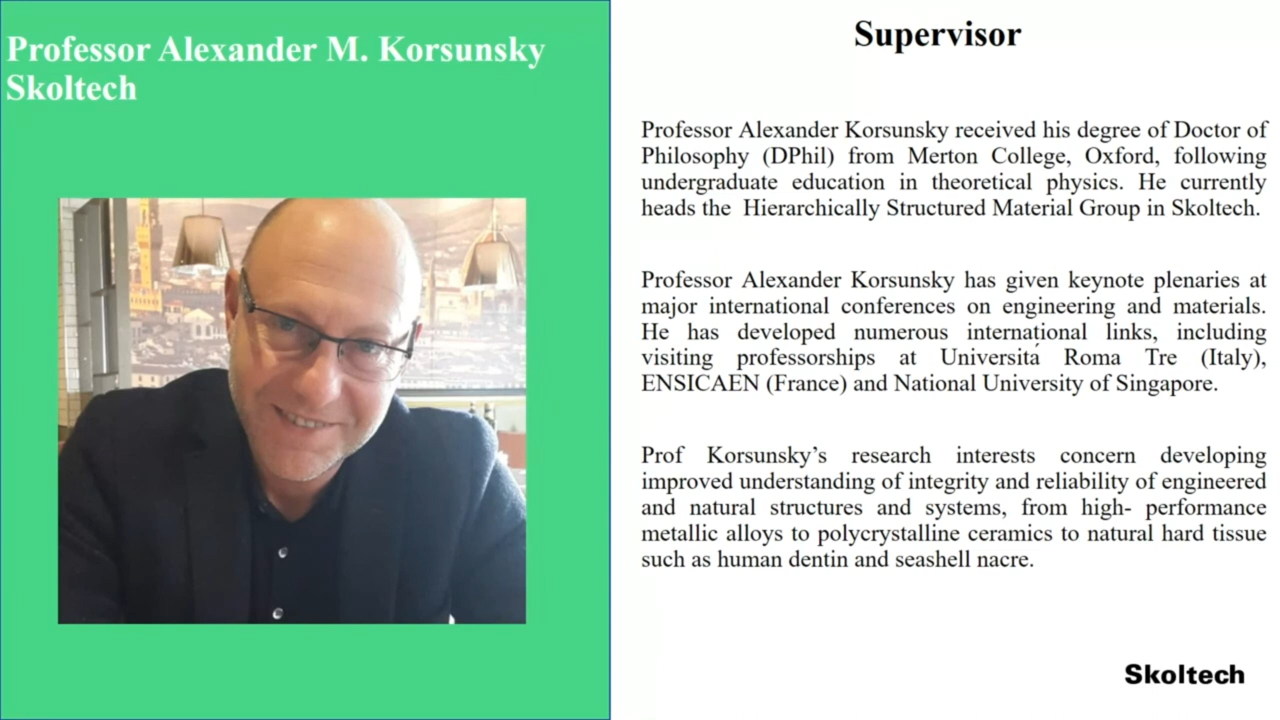 Professor Alexander M. Korsunsky
Skoltech
Supervisor
Professor Alexander Korsunsky received his degree of Doctor of
Philosophy (DPhil) from Merton College, Oxford, following
undergraduate education in theoretical physics. He currently
heads the Hierarchically Structured Material Group in Skoltech.
Professor Alexander Korsunsky has given keynote plenaries at
major international conferences on engineering and materials.
He has developed numerous international links, including
visiting professorships at Universitá Roma Tre (Italy),
ENSICAEN (France) and National University of Singapore.
Prof Korsunsky’s research interests concern developing
improved understanding of integrity and reliability of engineered
and natural structures and systems, from high- performance
metallic alloys to polycrystalline ceramics to natural hard tissue
such as human dentin and seashell nacre.
Skoltech